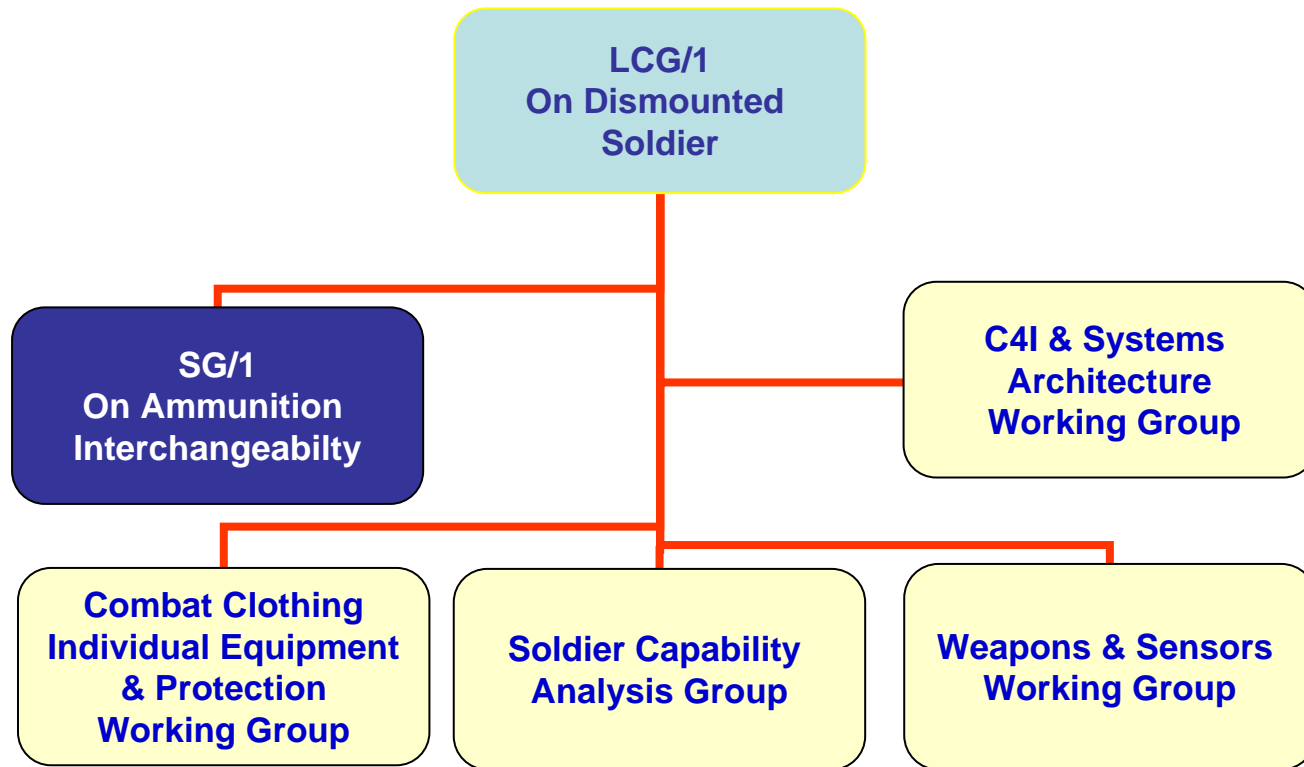 LCG/1
On Dismounted
Soldier
SG/1
On Ammunition
Interchangeabilty
C4I & Systems
Architecture
Working Group
Combat Clothing
Individual Equipment
& Protection
Working Group
Soldier Capability
Analysis Group
Weapons & Sensors
Working Group